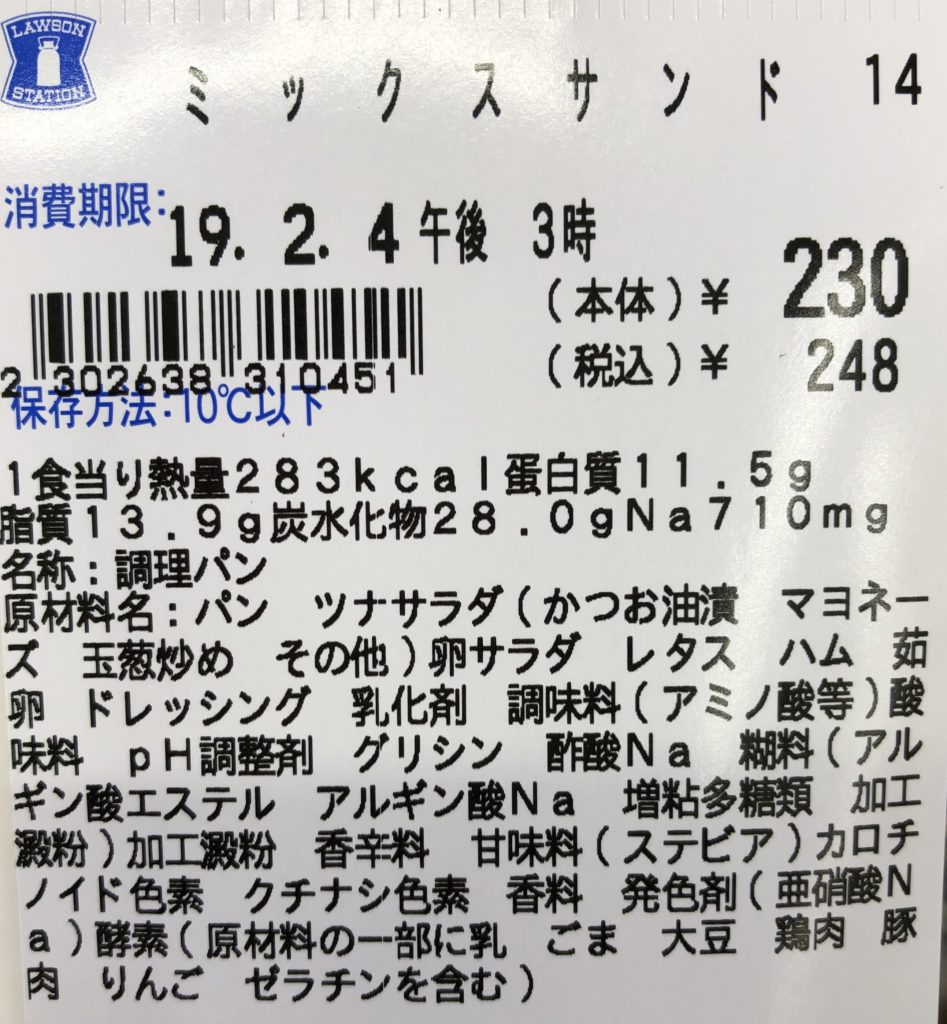 LAWSON
STATION
ミックスサンド 14
消費期限:19. 2. 4午後 3時
(本体)¥ 230
(税込)¥ 248
2 302638 310451
保存方法:10℃以下
1食当り熱量283kcal蛋白質11.5g
脂質13.9g炭水化物28.0gNa710mg
名称:調理パン
原材料名:パン ツナサラダ(かつお油漬 マヨネー
ズ 玉葱炒め その他)卵サラダ レタス ハム 茹
卵 ドレッシング 乳化剤 調味料(アミノ酸等)酸
味料 pH調整剤 グリシン 酢酸Na 糊料(アル
ギン酸エステル アルギン酸Na 増粘多糖類 加工
澱粉)加工澱粉 香辛料 甘味料(ステビア)カロチ
ノイド色素 クチナシ色素 香料 発色剤(亜硝酸N
a)酵素(原材料の一部に乳 ごま 大豆 鶏肉 豚
肉 りんご ゼラチンを含む)